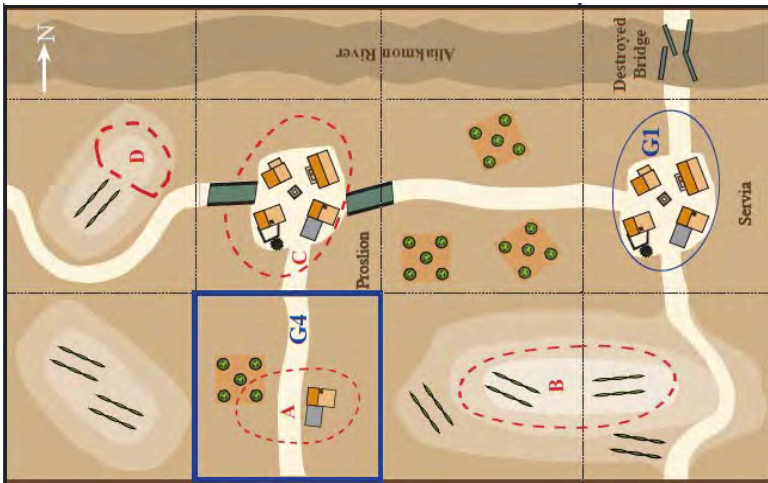 N
Aliakmon River
Destroyed
Bridge
D
G1
C
Proslion
Servia
G4
A
B